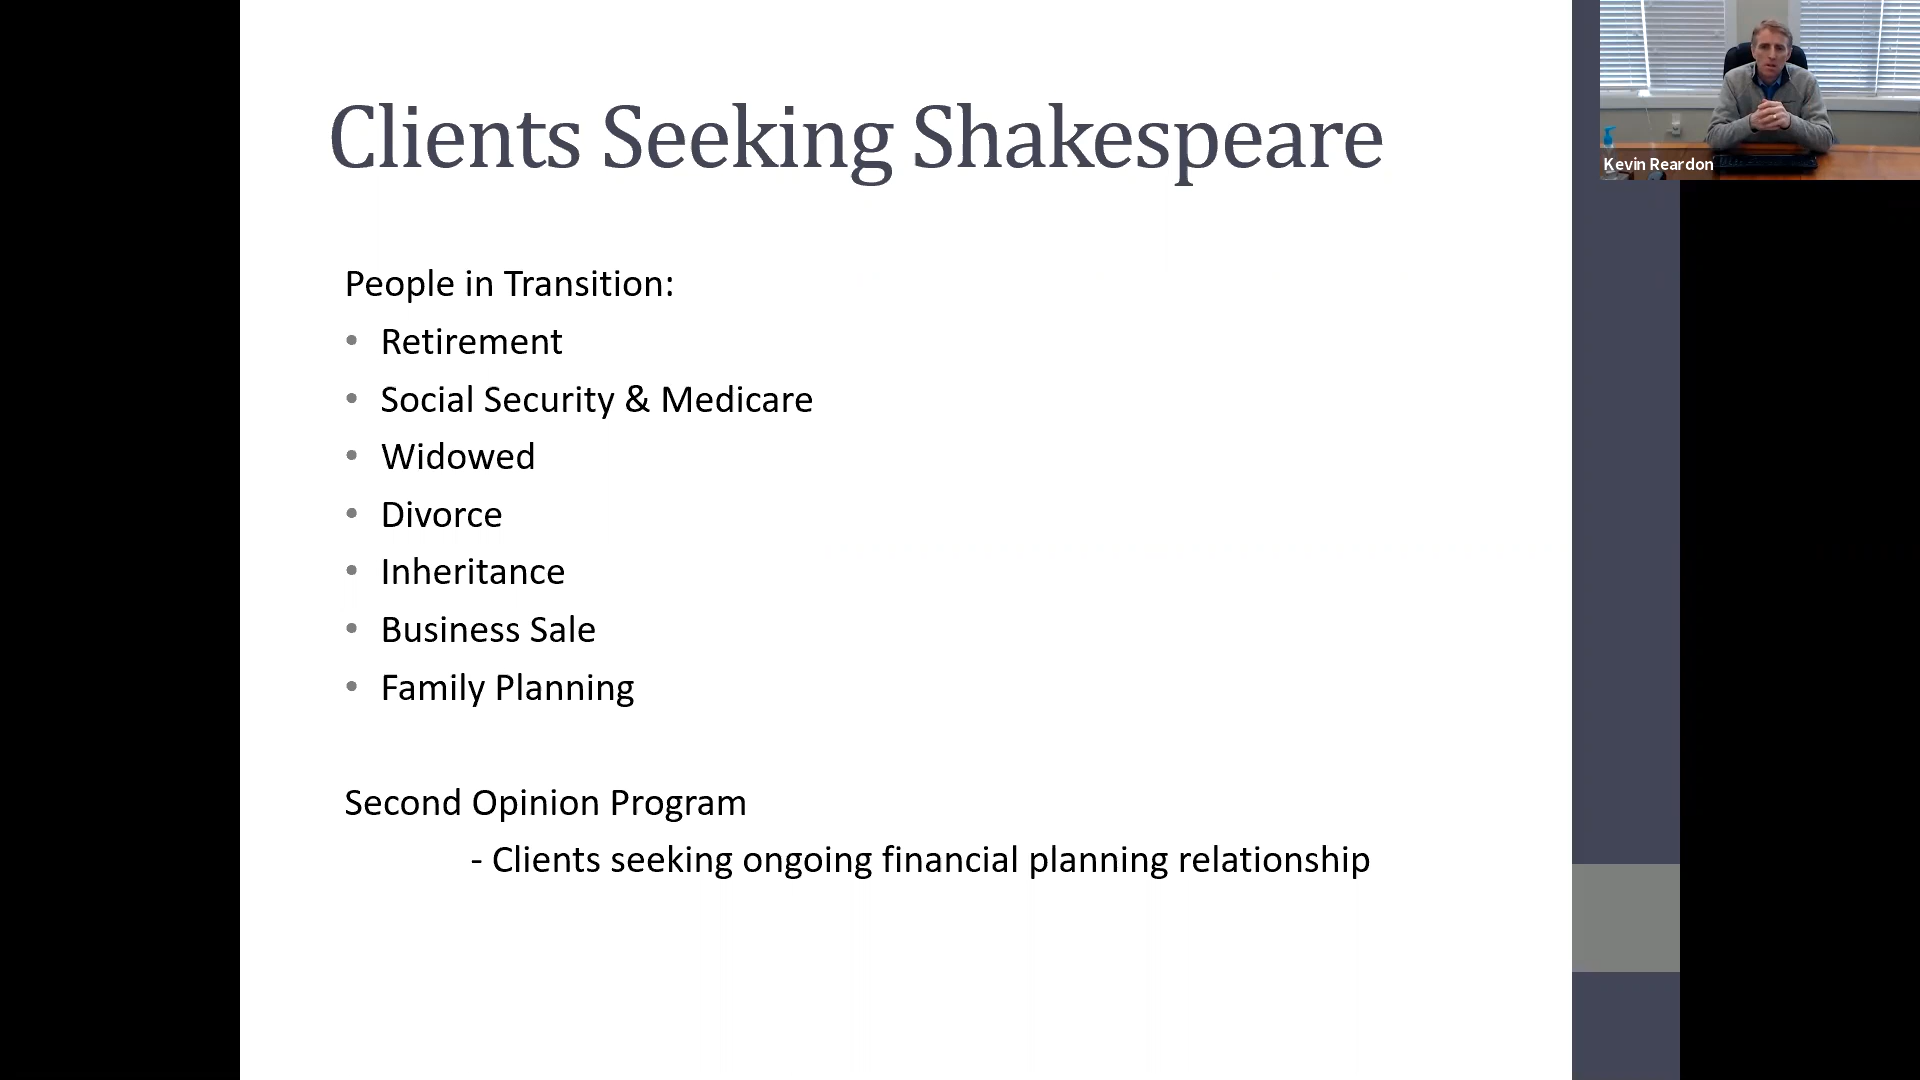 Clients Seeking Shakespeare
Kevin Reardon
People in Transition:
• Retirement
• Social Security & Medicare
• Widowed
• Divorce
• Inheritance
• Business Sale
• Family Planning
Second Opinion Program
- Clients seeking ongoing financial planning relationship